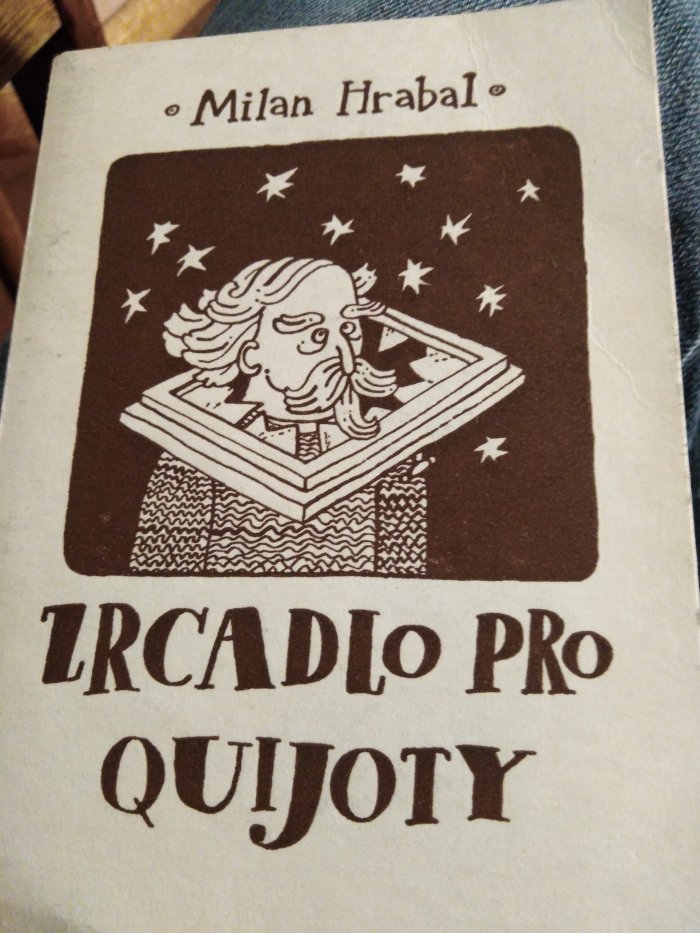 Milan Hrabal
ZRCADLO PRO
QUIJOTY